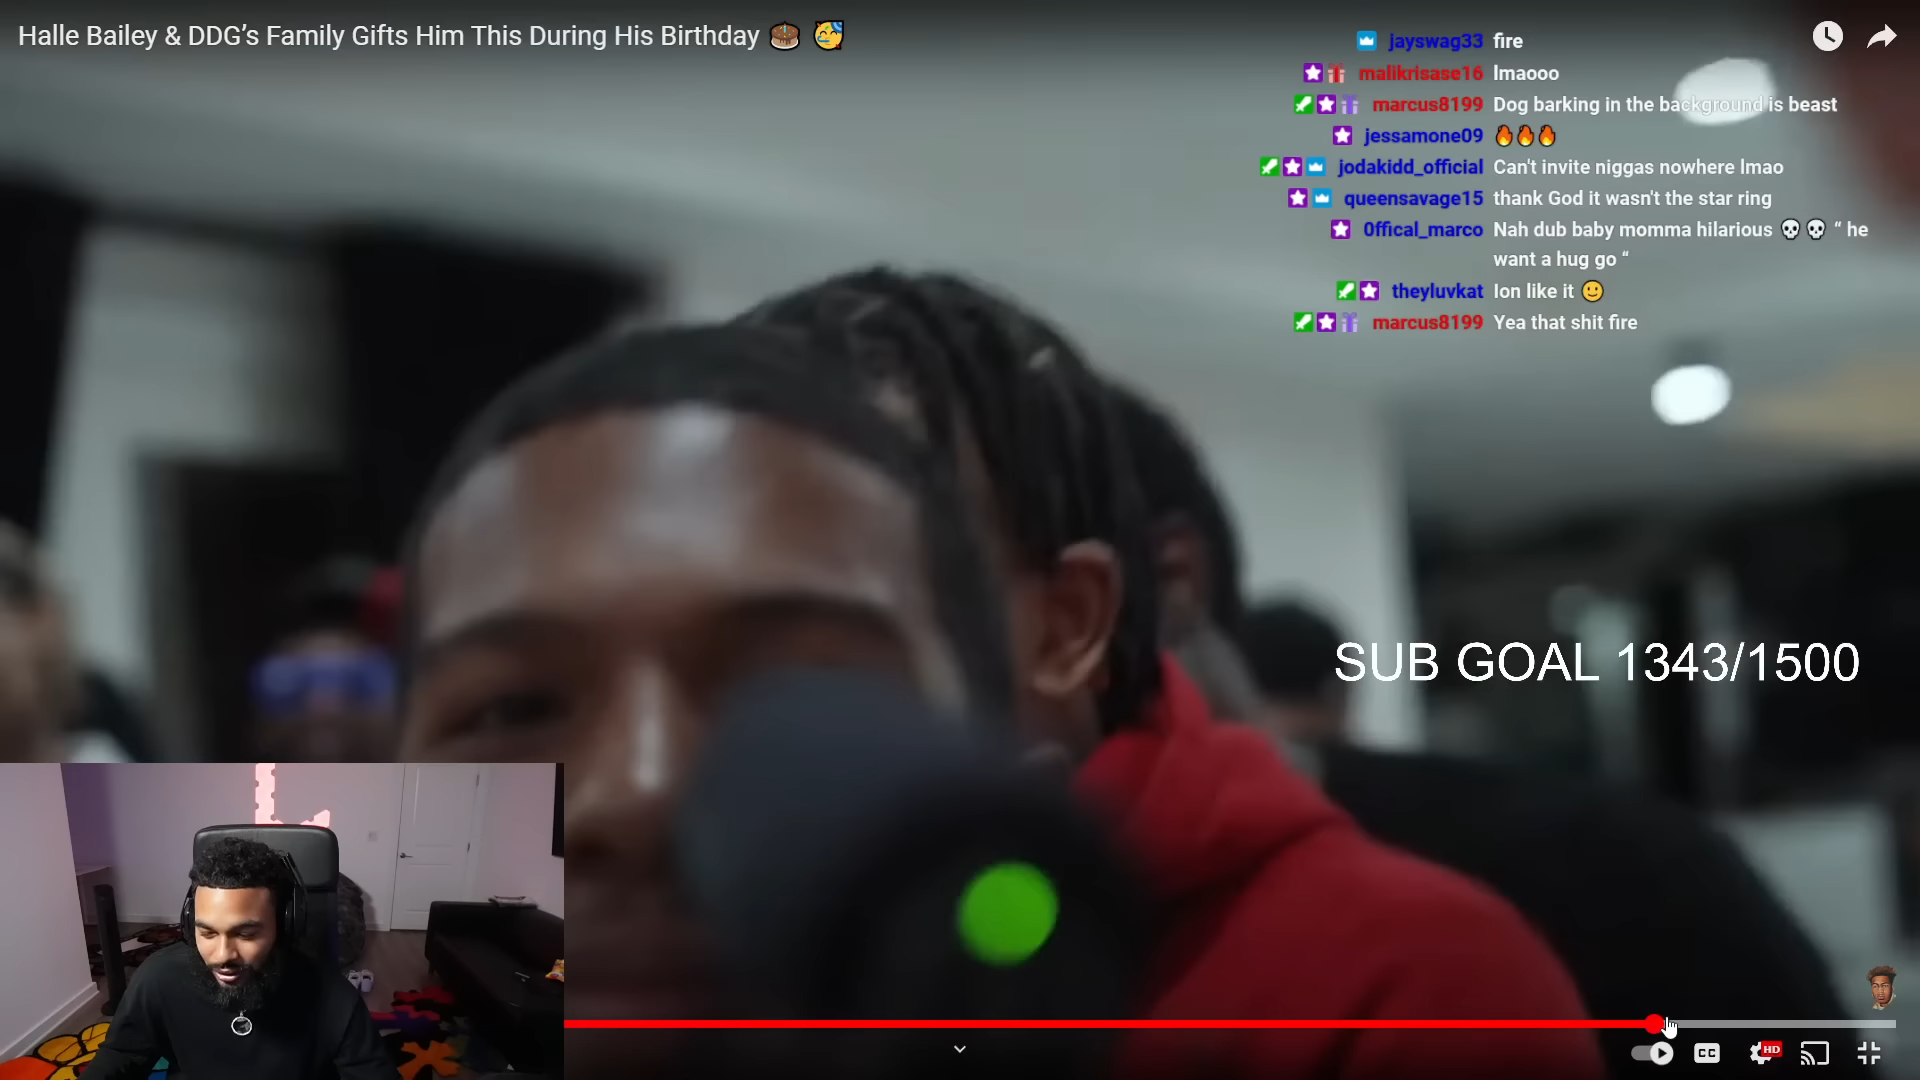 Halle Bailey & DDG’s Family Gifts Him This During His Birthday 🎂 🥳
jayswag33 fire
malikrisase16 lmaooo
marcus8199 Dog barking in the background is beast
jessamone09 🔥🔥🔥
jodakidd_official Can't invite niggas nowhere lmao
queensavage15 thank God it wasn't the star ring
0ffical_marco Nah dub baby momma hilarious 💀💀 “ he
want a hug go “
theyluvkat Ion like it 🙂
marcus8199 Yea that shit fire
SUB GOAL 1343/1500
CC
HD